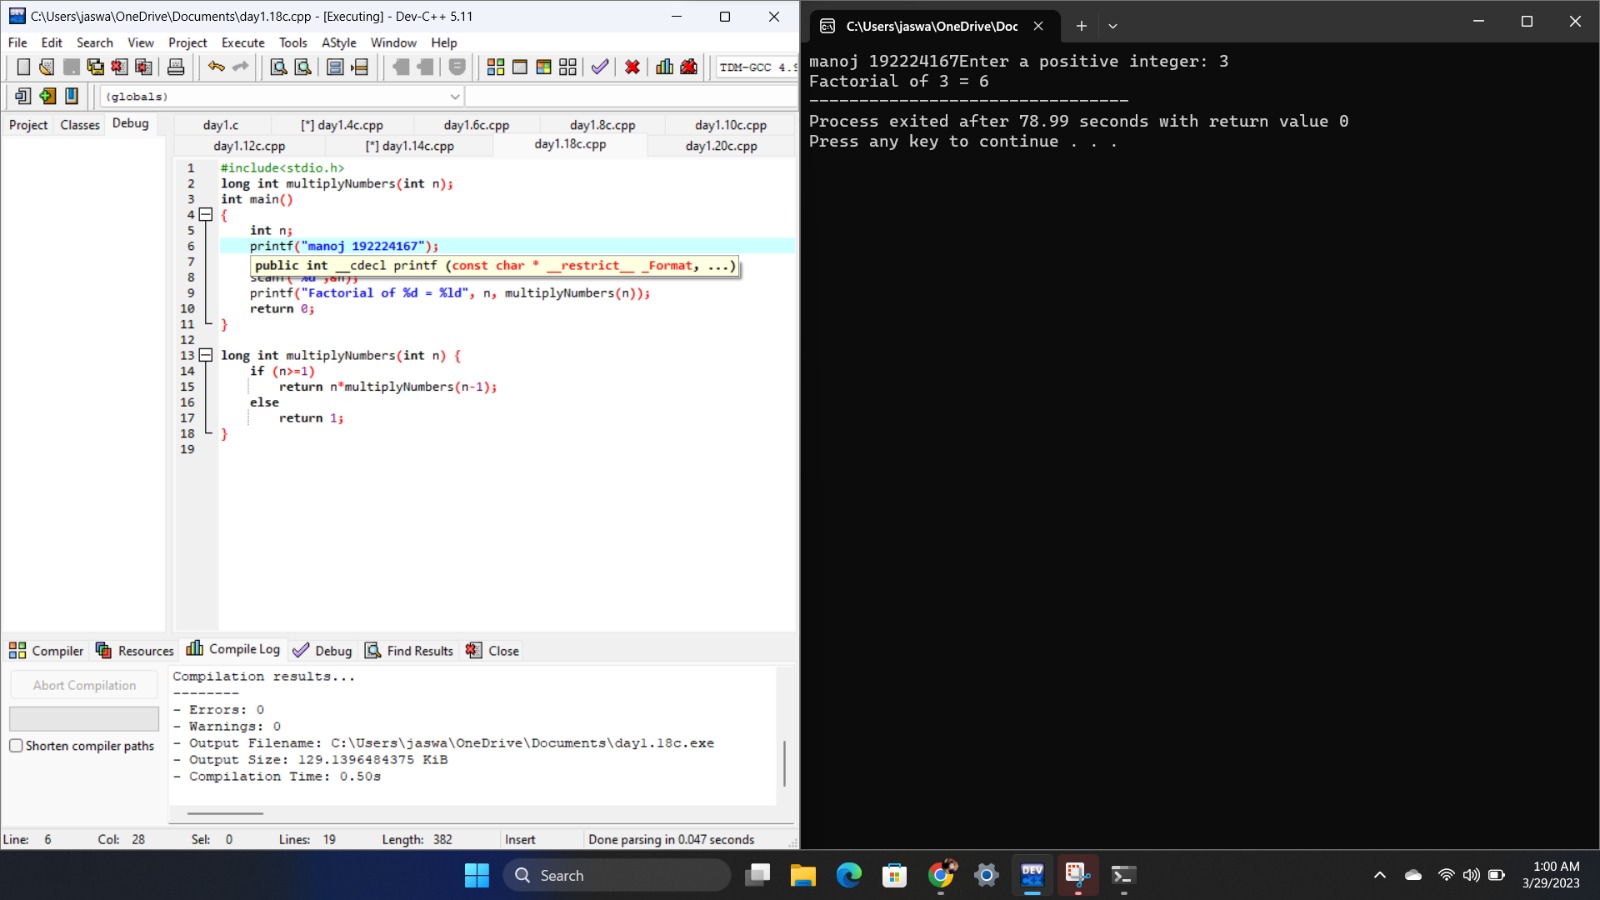 C:\Users\jaswa\OneDrive\Documents\day1.18c.cpp - [Executing] - Dev-C++ 5.11
File Edit Search View Project Execute Tools AStyle Window Help
TDM-GCC 4.9
(globals)
Project Classes Debug
day1.c [*] day1.4c.cpp day1.6c.cpp day1.8c.cpp day1.10c.cpp
day1.12c.cpp [*] day1.14c.cpp day1.18c.cpp day1.20c.cpp
1 #include<stdio.h>
2 long int multiplyNumbers(int n);
3 int main()
4 {
5 int n;
6 printf("manoj 192224167");
7 public int __cdecl printf (const char * __restrict__ _Format, ...)
8 scanf("%d",&n);
9 printf("Factorial of %d = %ld", n, multiplyNumbers(n));
10 return 0;
11 }
12
13 long int multiplyNumbers(int n) {
14 if (n>=1)
15 return n*multiplyNumbers(n-1);
16 else
17 return 1;
18 }
19
Compiler Resources Compile Log Debug Find Results Close
Abort Compilation
Shorten compiler paths
Compilation results...
--------
- Errors: 0
- Warnings: 0
- Output Filename: C:\Users\jaswa\OneDrive\Documents\day1.18c.exe
- Output Size: 129.1396484375 KiB
- Compilation Time: 0.50s
Line: 6 Col: 28 Sel: 0 Lines: 19 Length: 382 Insert Done parsing in 0.047 seconds
C:\Users\jaswa\OneDrive\Doc
manoj 192224167Enter a positive integer: 3
Factorial of 3 = 6
--------------------------------
Process exited after 78.99 seconds with return value 0
Press any key to continue . . .
Search
DEV C++
1:00 AM
3/29/2023